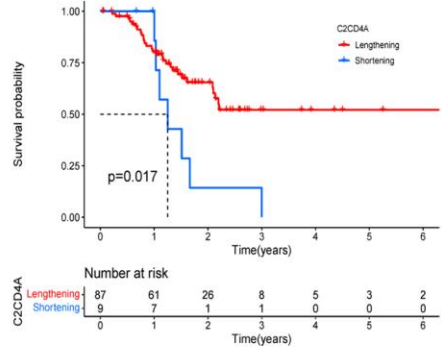 C2CD4A
Lengthening
Shortening
Survival probability
1.00
0.75
0.50
0.25
0.00
p=0.017
0 1 2 3 4 5 6
Time(years)
Number at risk
C2CD4A
Lengthening 87 61 26 8 5 3 2
Shortening 9 7 1 1 0 0 0
0 1 2 3 4 5 6
Time(years)